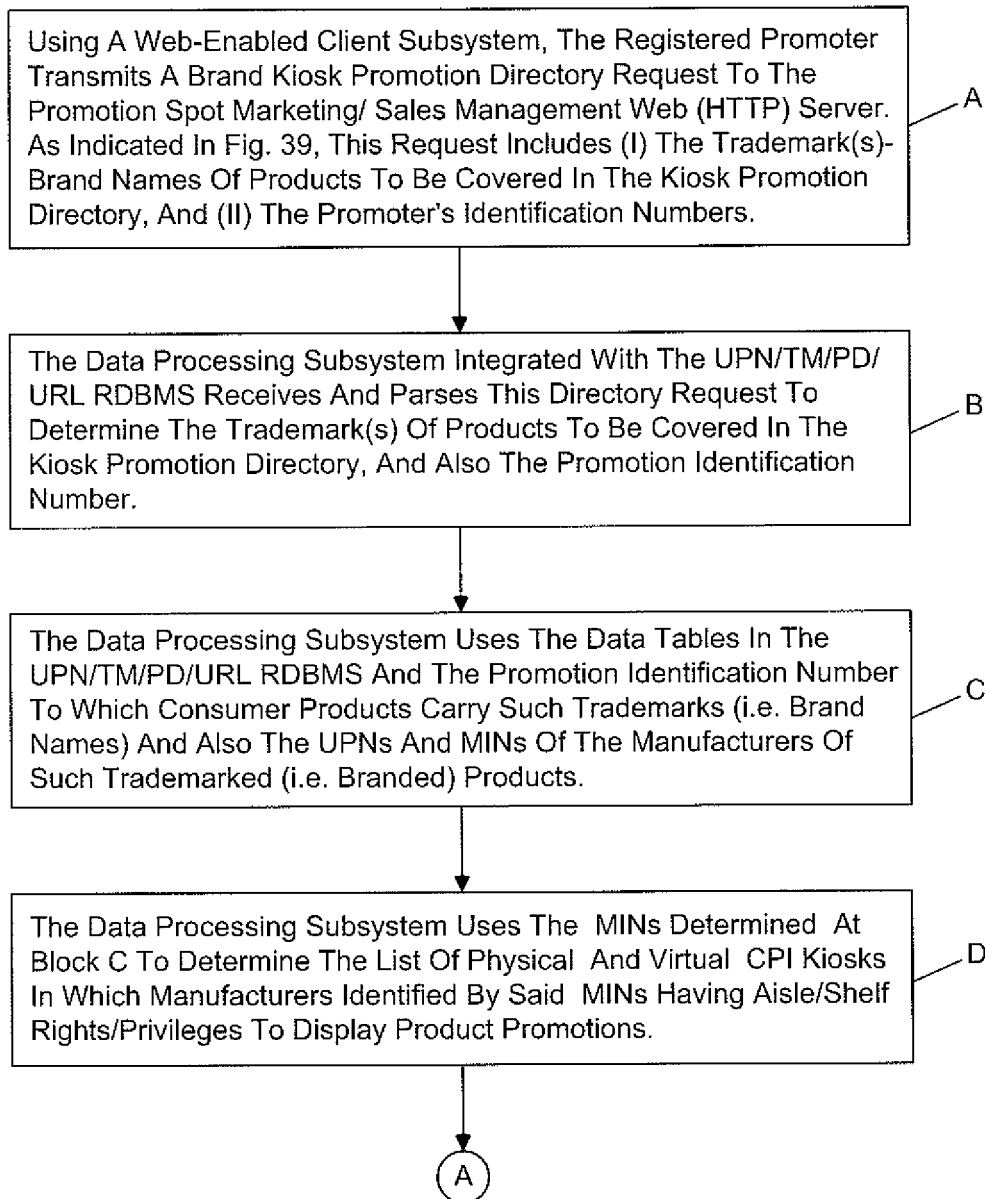 Using A Web-Enabled Client Subsystem, The Registered Promoter
Transmits A Brand Kiosk Promotion Directory Request To The
Promotion Spot Marketing/ Sales Management Web (HTTP) Server.
As Indicated In Fig. 39, This Request Includes (I) The Trademark(s)-
Brand Names Of Products To Be Covered In The Kiosk Promotion
Directory, And (II) The Promoter's Identification Numbers.
A
The Data Processing Subsystem Integrated With The UPN/TM/PD/
URL RDBMS Receives And Parses This Directory Request To
Determine The Trademark(s) Of Products To Be Covered In The
Kiosk Promotion Directory, And Also The Promotion Identification
Number.
B
The Data Processing Subsystem Uses The Data Tables In The
UPN/TM/PD/URL RDBMS And The Promotion Identification Number
To Which Consumer Products Carry Such Trademarks (i.e. Brand
Names) And Also The UPNs And MINs Of The Manufacturers Of
Such Trademarked (i.e. Branded) Products.
C
The Data Processing Subsystem Uses The MINs Determined At
Block C To Determine The List Of Physical And Virtual CPI Kiosks
In Which Manufacturers Identified By Said MINs Having Aisle/Shelf
Rights/Privileges To Display Product Promotions.
D
A